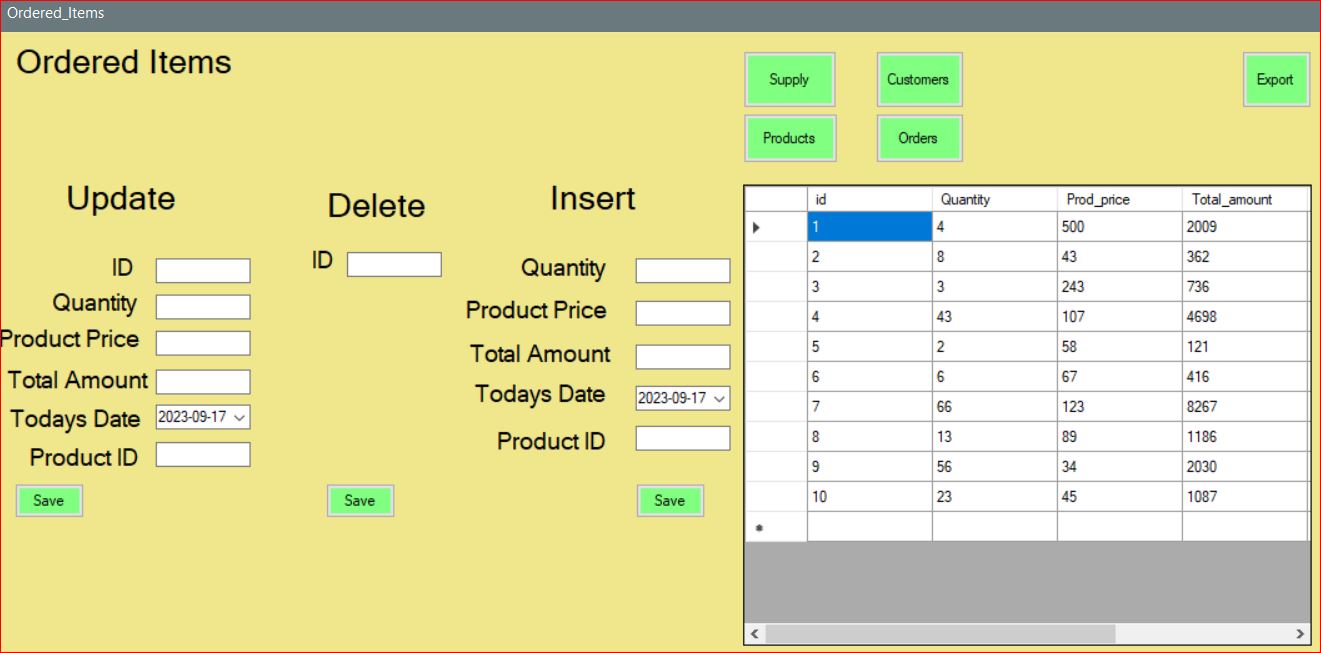 Ordered_Items
Ordered Items
Supply Customers Export
Products Orders
Update Delete Insert
ID
Quantity
Product Price
Total Amount
Todays Date 2023-09-17
Product ID
Save
ID
Save
Quantity
Product Price
Total Amount
Todays Date 2023-09-17
Product ID
Save
id Quantity Prod_price Total_amount
1 4 500 2009
2 8 43 362
3 3 243 736
4 43 107 4698
5 2 58 121
6 6 67 416
7 66 123 8267
8 13 89 1186
9 56 34 2030
10 23 45 1087